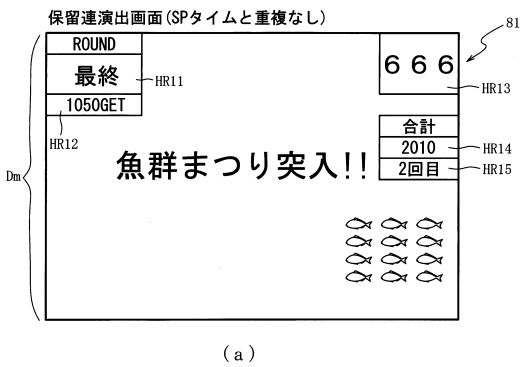 保留連演出画面(SPタイムと重複なし)
81
ROUND
最終
HR11
1050GET
HR12
666
HR13
合計
2010
HR14
2回目
HR15
魚群まつり突入!!
Dm
(a)